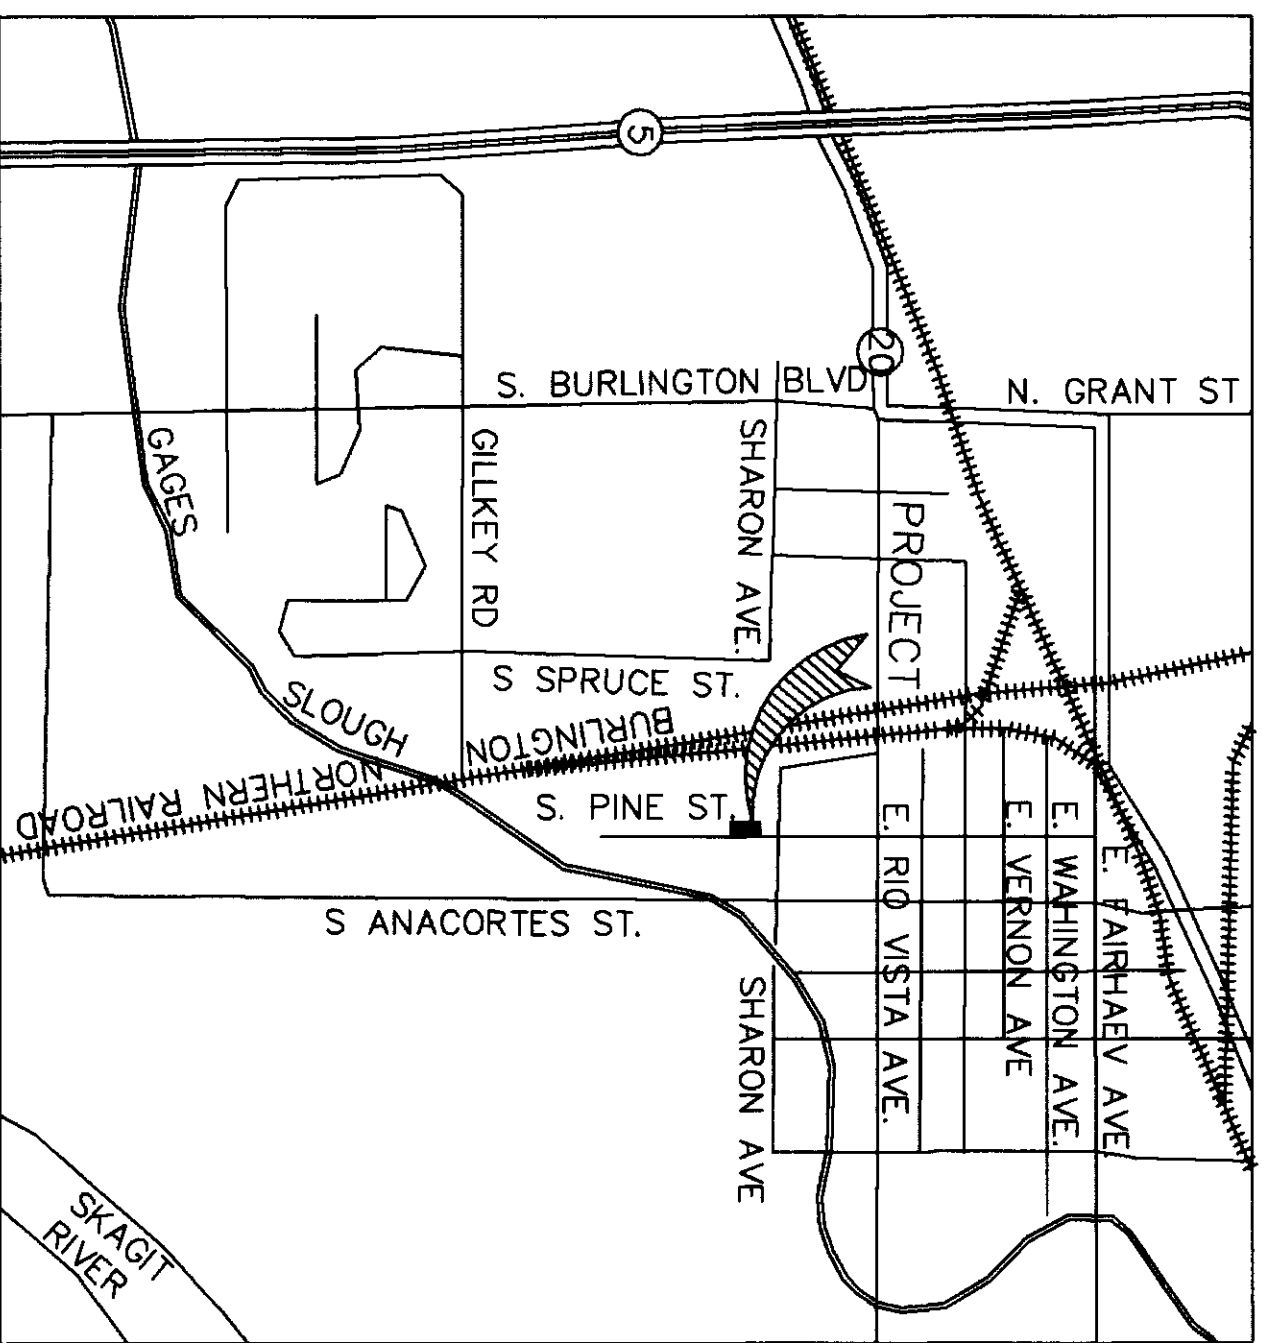 5
20
S. BURLINGTON BLVD
N. GRANT ST
GAGES
SLOUGH
GILLKEY RD
SHARON AVE.
PROJECT
S SPRUCE ST.
BURLINGTON
NORTHERN RAILROAD
S. PINE ST.
E. RIO VISTA AVE.
E. VERNON AVE
E. WAHINGTON AVE.
E. FAIRHAEV AVE.
S ANACORTES ST.
SHARON AVE
SKAGIT
RIVER